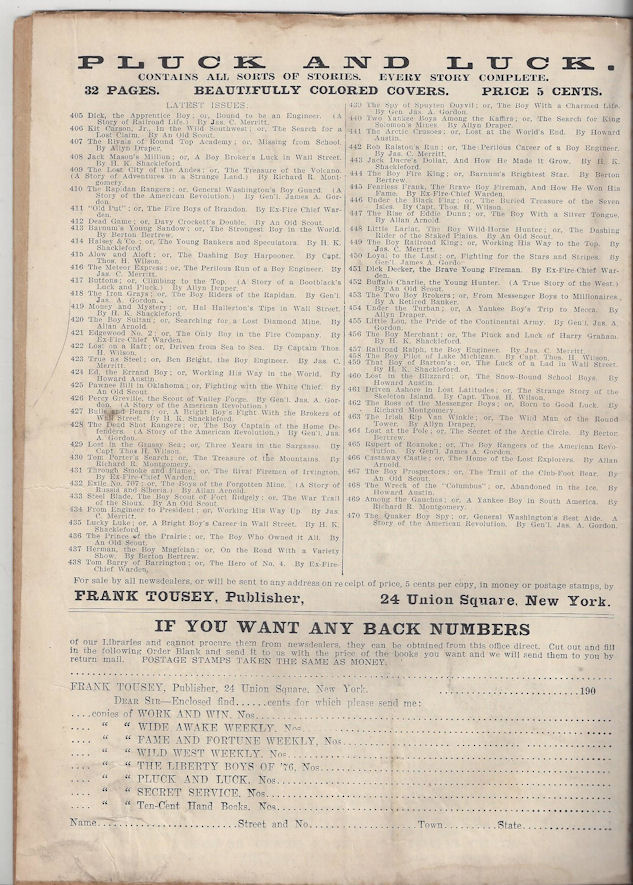 PLUCK AND LUCK.
CONTAINS ALL SORTS OF STORIES. EVERY STORY COMPLETE.
32 PAGES. BEAUTIFULLY COLORED COVERS. PRICE 5 CENTS.
LATEST ISSUES.
405 Dick, the Apprentice Boy; or, Bound to be an Engineer. (A
Story of Railroad Life.) By Jas. C. Merritt.
406 Kit Carson, Jr., in the Wild Southwest; or, The Search for a
Lost Claim. By An Old Scout.
407 The Rivals of Round Top Academy; or, Missing from School.
By Allyn Draper.
408 Jack Mason's Million; or, A Boy Broker's Luck in Wall Street.
By H. K. Shackleford.
409 The Lost City of the Andes; or, The Treasure of the Volcano.
(A Story of Adventures in a Strange Land.) By Richard R. Mont-
gomery.
410 The Rapidan Rangers; or, General Washington's Boy Guard. (A
Story of the American Revolution.) By Gen'l James A. Gor-
don.
411 "Old Put"; or, The Fire Boys of Brandon. By Ex-Fire Chief War-
den.
412 Dead Game; or, Davy Crockett's Double. By An Old Scout.
413 Barnum's Young Sandow; or, The Strongest Boy in the World.
By Berton Bertrew.
414 Halsey & Co.; or, The Young Bankers and Speculators. By H. K.
Shackleford.
415 Alow and Aloft; or, The Dashing Boy Harpooner. By Capt.
Thos. H. Wilson.
416 The Meteor Express; or, The Perilous Run of a Boy Engineer. By
Jas. C. Merritt.
417 Buttons; or, Climbing to the Top. (A Story of a Bootblack's
Luck and Pluck.) By Allyn Draper.
418 The Iron Grays; or, The Boy Riders of the Rapidan. By Gen'l.
Jas. A. Gordon.
419 Money and Mystery; or, Hal Hallerton's Tips in Wall Street.
By H. K. Shackleford.
420 The Boy Sultan; or, Searching for a Lost Diamond Mine. By
Allan Arnold
421 Edgewood No. 2; or, The Only Boy in the Fire Company. By
Ex-Fire-Chief Warden.
422 Lost on a Raft; or, Driven from Sea to Sea. By Captain Thos
H. Wilson.
423 True as Steel; or, Ben Bright, the Boy Engineer. By Jas. C.
Merritt.
424 Ed, the Errand Boy; or, Working His Way in the World. By
Howard Austin.
425 Pawnee Bill in Oklahoma; or, Fighting with the White Chief. By
An Old Scout
426 Percy Greville, the Scout of Valley Forge. By Gen'l. Jas. A. Gor-
don. (A Story of the American Revolution.)
427 Bulls and Bears; or, A Bright Boy's Fight With the Brokers of
Wall Street. By H. K. Shackleford.
428 The Dead Shot Rangers; or, The Boy Captain of the Home De-
fenders. (A Story of the American Revolution.) By Gen'l. Jas
A. Gordon.
429 Lost in the Grassy Sea; or, Three Years in the Sargasso. By
Capt. Thos H. Wilson.
430 Tom Porter's Search; or, The Treasure of the Mountains. By
Richard R. Montgomery.
431 Through Smoke and Flame; or, The Rival Firemen of Irvington.
By Ex-Fire-Chief Warden.
432 Exile No. 707; or, The Boys of the Forgotten Mine. (A Story of
Russia and Siberia.) By Allan Arnold.
433 Steel Blade, The Boy Scout of Fort Ridgely; or, The War Trail
of the Sioux. By An Old Scout.
434 From Engineer to President; or, Working His Way Up. By Jas
C. Merritt.
435 Lucky Luke; or, A Bright Boy's Career in Wall Street. By H. K.
Shackleford
436 The Prince of the Prairie; or, The Boy Who Owned it All. By
An Old Scout.
437 Herman, the Boy Magician; or, On the Road With a Variety
Show. By Berton Bertrew.
438 Tom Barry of Barrington; or, The Hero of No. 4. By Ex-Fire-
Chief Warden.
439 The Spy of Spuyten Duyvil; or, The Boy With a Charmed Life.
By Gen. Jas. A. Gordon.
440 Two Yankee Boys Among the Kaffirs; or, The Search for King
Solomon's Mines. By Allyn Draper.
441 The Arctic Crusoes; or, Lost at the World's End. By Howard
Austin.
442 Rob Ralston's Run; or, The Perilous Career of a Boy Engineer.
By Jas. C. Merritt.
443 Jack Dacre's Dollar, And How He Made it Grow. By H. K.
Shackleford.
444 The Boy Fire King; or, Barnum's Brightest Star. By Berton
Bertrew
445 Fearless Frank, The Brave Boy Fireman, And How He Won His
Fame. By Ex-Fire-Chief Warden.
446 Under the Black Flag; or, The Buried Treasure of the Seven
Isles. By Capt. Thos. H. Wilson.
447 The Rise of Eddie Dunn; or, The Boy With a Silver Tongue.
By Allan Arnold.
448 Little Lariat, The Boy Wild-Horse Hunter; or, The Dashing
Rider of the Staked Plains. By An Old Scout.
449 The Boy Railroad King; or, Working His Way to the Top. By
Jas. C. Merritt.
450 Loyal to the Last; or, Fighting for the Stars and Stripes. By
Gen'l James A. Gordon
451 Dick Decker, the Brave Young Fireman. By Ex-Fire Chief War-
den.
452 Buffalo Charlie, the Young Hunter. (A True Story of the West.)
By An Old Scout.
453 The Two Boy Brokers; or, From Messenger Boys to Millionaires,
By A Retired Banker.
454 Under the Turban; or, A Yankee Boy's Trip to Mecca. By
Allyn Draper.
455 Little Lou, the Pride of the Continental Army. By Gen'l. Jas. A.
Gordon.
456 The Boy Merchant; or, The Pluck and Luck of Harry Graham.
By H. K. Shackleford.
457 Railroad Ralph, the Boy Engineer. By Jas. C. Merritt.
458 The Boy Pilot of Lake Michigan. By Capt. Thos. H. Wilson.
459 That Boy of Barton's; or, The Luck of a Lad in Wall Street.
By H. K. Shackleford.
460 Lost in the Blizzard; or, The Snow-Bound School Boys. By
Howard Austin.
461 Driven Ashore in Lost Latitudes; or, The Strange Story of the
Skeleton Island. By Capt. Thos. H. Wilson.
462 The Boss of the Messenger Boys; or, Born to Good Luck. By
Richard Montgomery.
463 The Irish Rip Van Winkle; or, The Wild Man of the Round
Tower. By Allyn Draper.
464 Lost at the Pole; or, The Secret of the Arctic Circle. By Berton
Bertrew.
465 Rupert of Roanoke; or, The Boy Rangers of the American Revo-
lution. By Gen'l. James A. Gordon.
466 Castaway Castle; or, The Home of the Lost Explorers. By Allan
Arnold.
467 The Boy Prospectors; or, The Trail of the Club-Foot Bear. By
An Old Scout.
468 The Wreck of the "Columbus"; or, Abandoned in the Ice. By
Howard Austin.
469 Among the Gauchos; or, A Yankee Boy in South America. By
Richard R. Montgomery.
470 The Quaker Boy Spy; or, General Washington's Best Aide. A
Story of the American Revolution. By Gen'l. Jas. A. Gordon.
For sale by all newsdealers, or will be sent to any address on receipt of price, 5 cents per copy, in money or postage stamps, by
FRANK TOUSEY, Publisher, 24 Union Square, New York.
IF YOU WANT ANY BACK NUMBERS
of our Libraries and cannot procure them from newsdealers, they can be obtained from this office direct. Cut out and fill
in the following Order Blank and send it to us with the price of the books you want and we will send them to you by
return mail. POSTAGE STAMPS TAKEN THE SAME AS MONEY.
FRANK TOUSEY, Publisher, 24 Union Square, New York. ........................190
DEAR SIR—Enclosed find......cents for which please send me:
....copies of WORK AND WIN, Nos......
.... " " WIDE AWAKE WEEKLY, Nos......
.... " " FAME AND FORTUNE WEEKLY, Nos......
.... " " WILD WEST WEEKLY, Nos......
.... " " THE LIBERTY BOYS OF '76, Nos......
.... " " PLUCK AND LUCK, Nos......
.... " " SECRET SERVICE, Nos......
.... " " Ten-Cent Hand Books, Nos......
Name..........................Street and No....................Town..........State................